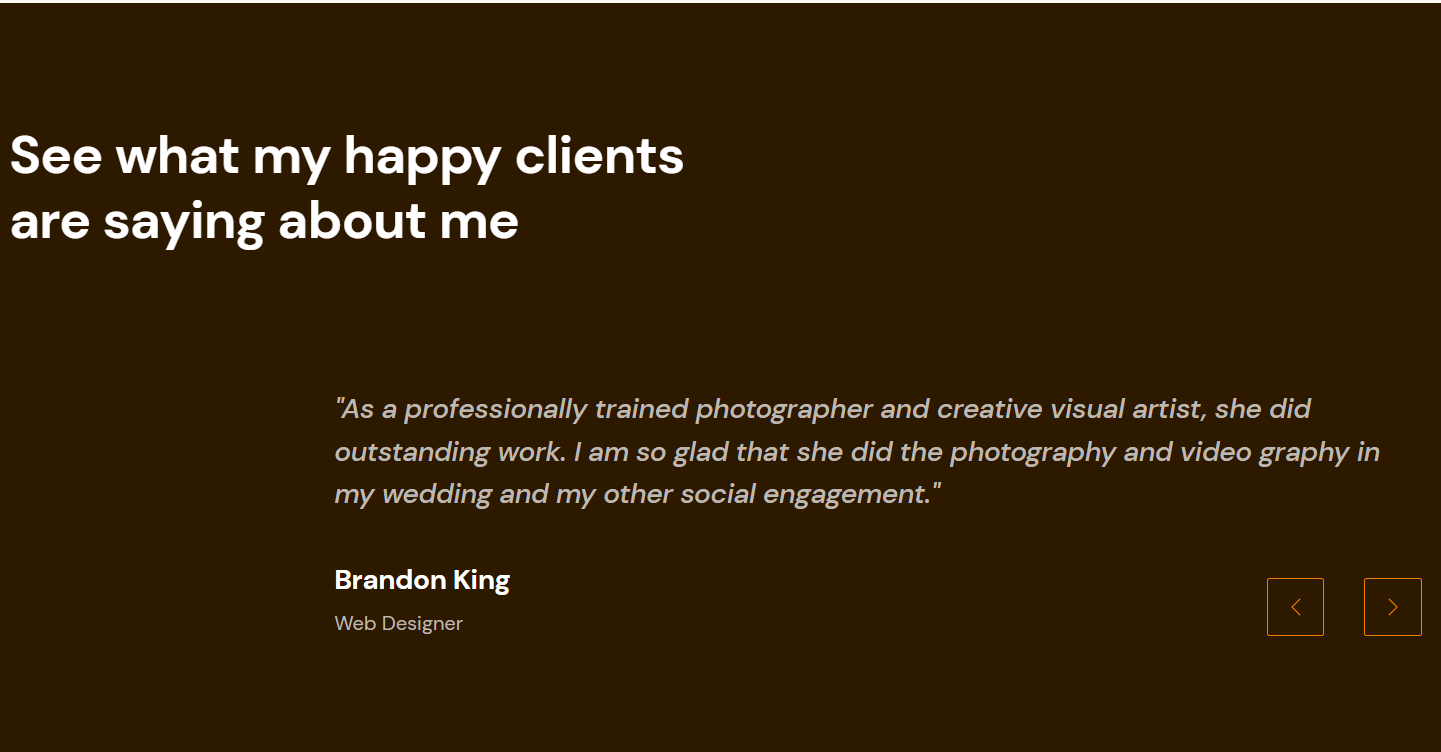 See what my happy clients
are saying about me
"As a professionally trained photographer and creative visual artist, she did
outstanding work. I am so glad that she did the photography and video graphy in
my wedding and my other social engagement."
Brandon King
Web Designer